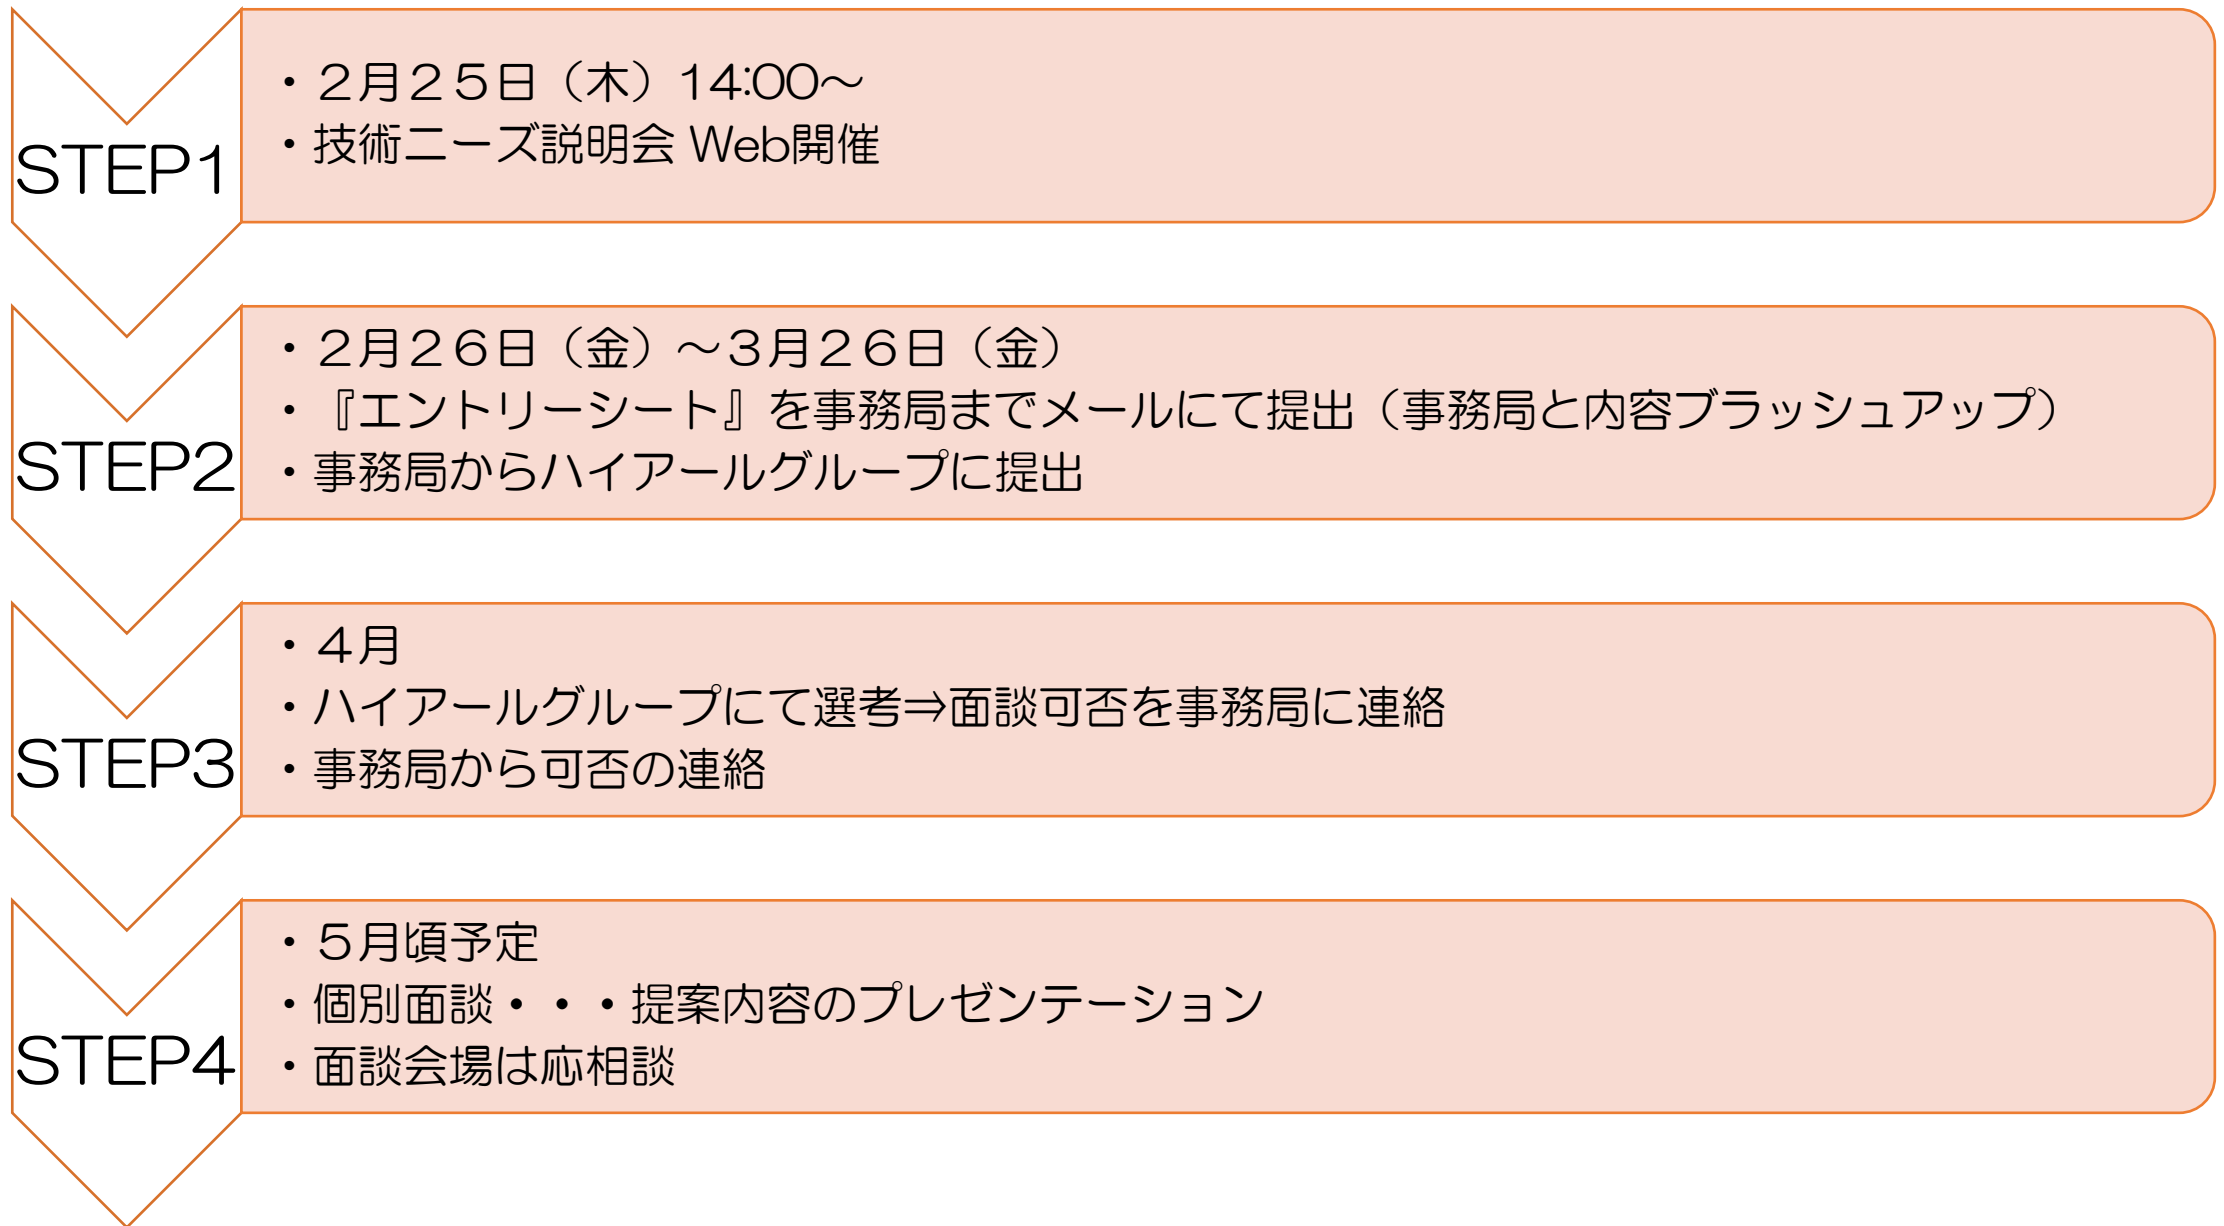 STEP1
・２月２５日（木）14:00～
・技術ニーズ説明会 Web開催
STEP2
・２月２６日（金）～３月２６日（金）
・『エントリーシート』を事務局までメールにて提出（事務局と内容ブラッシュアップ）
・事務局からハイアールグループに提出
STEP3
・４月
・ハイアールグループにて選考⇒面談可否を事務局に連絡
・事務局から可否の連絡
STEP4
・５月頃予定
・個別面談・・・提案内容のプレゼンテーション
・面談会場は応相談